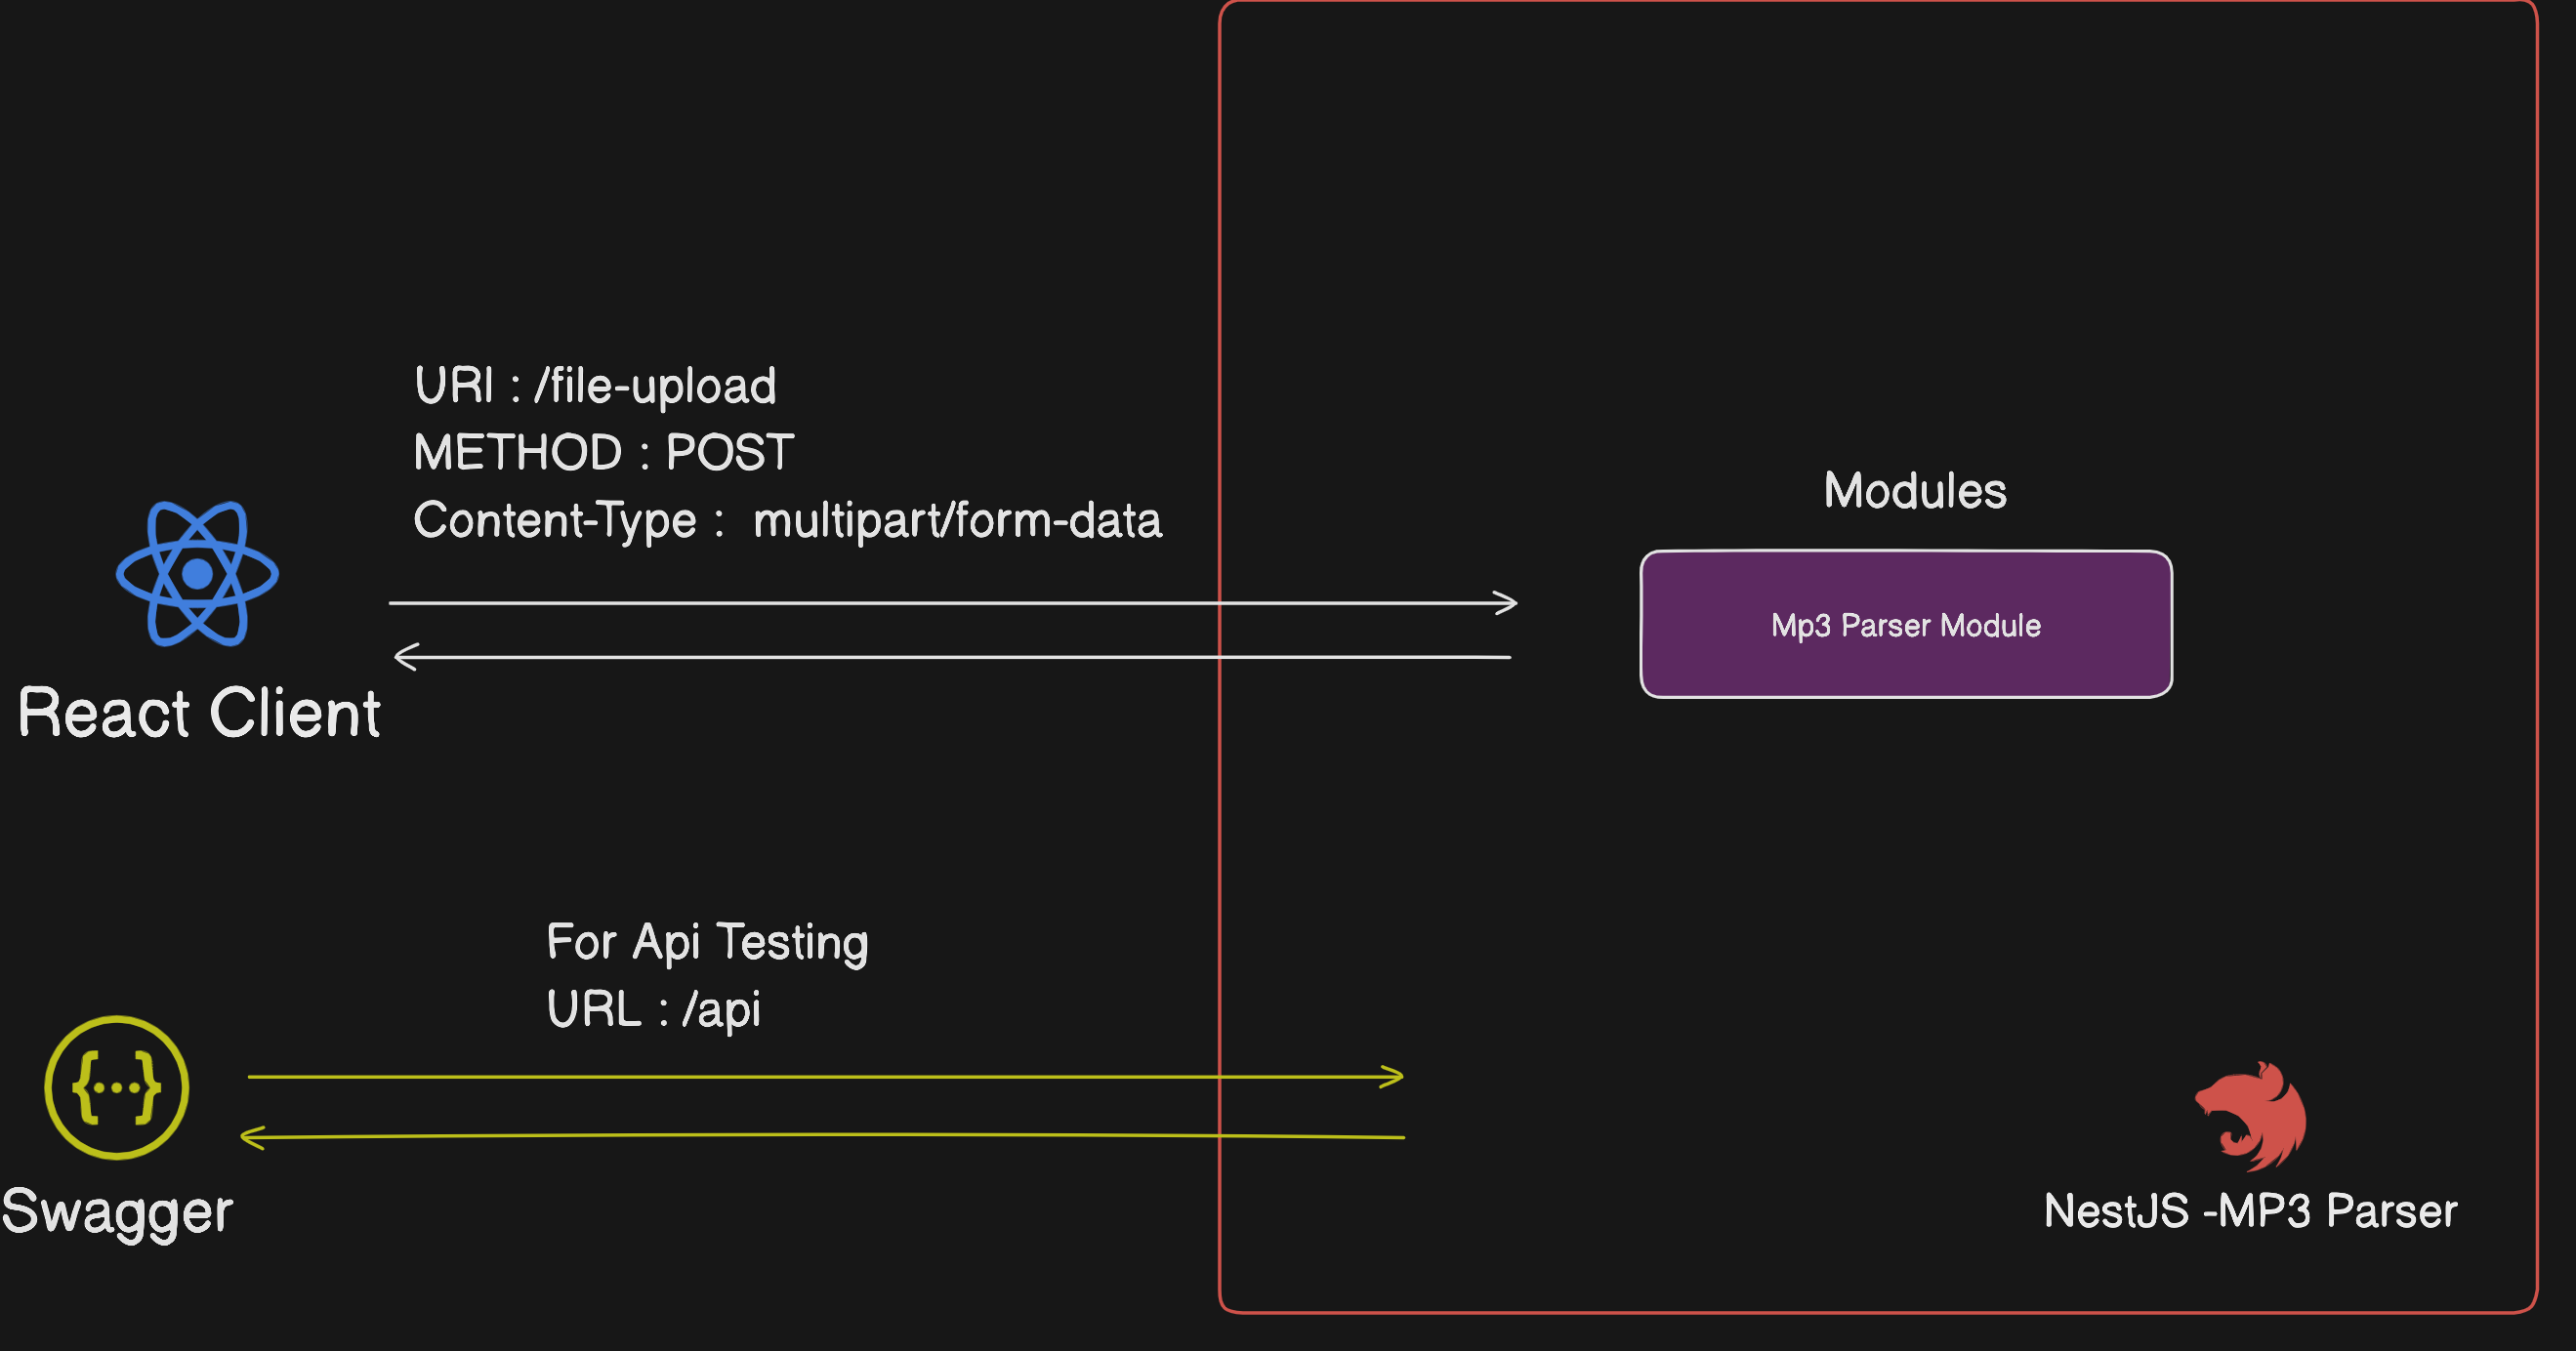 URI : /file-upload
METHOD : POST
Content-Type :  multipart/form-data
React Client
Modules
Mp3 Parser Module
For Api Testing
URL : /api
{...}
Swagger
NestJS -MP3 Parser